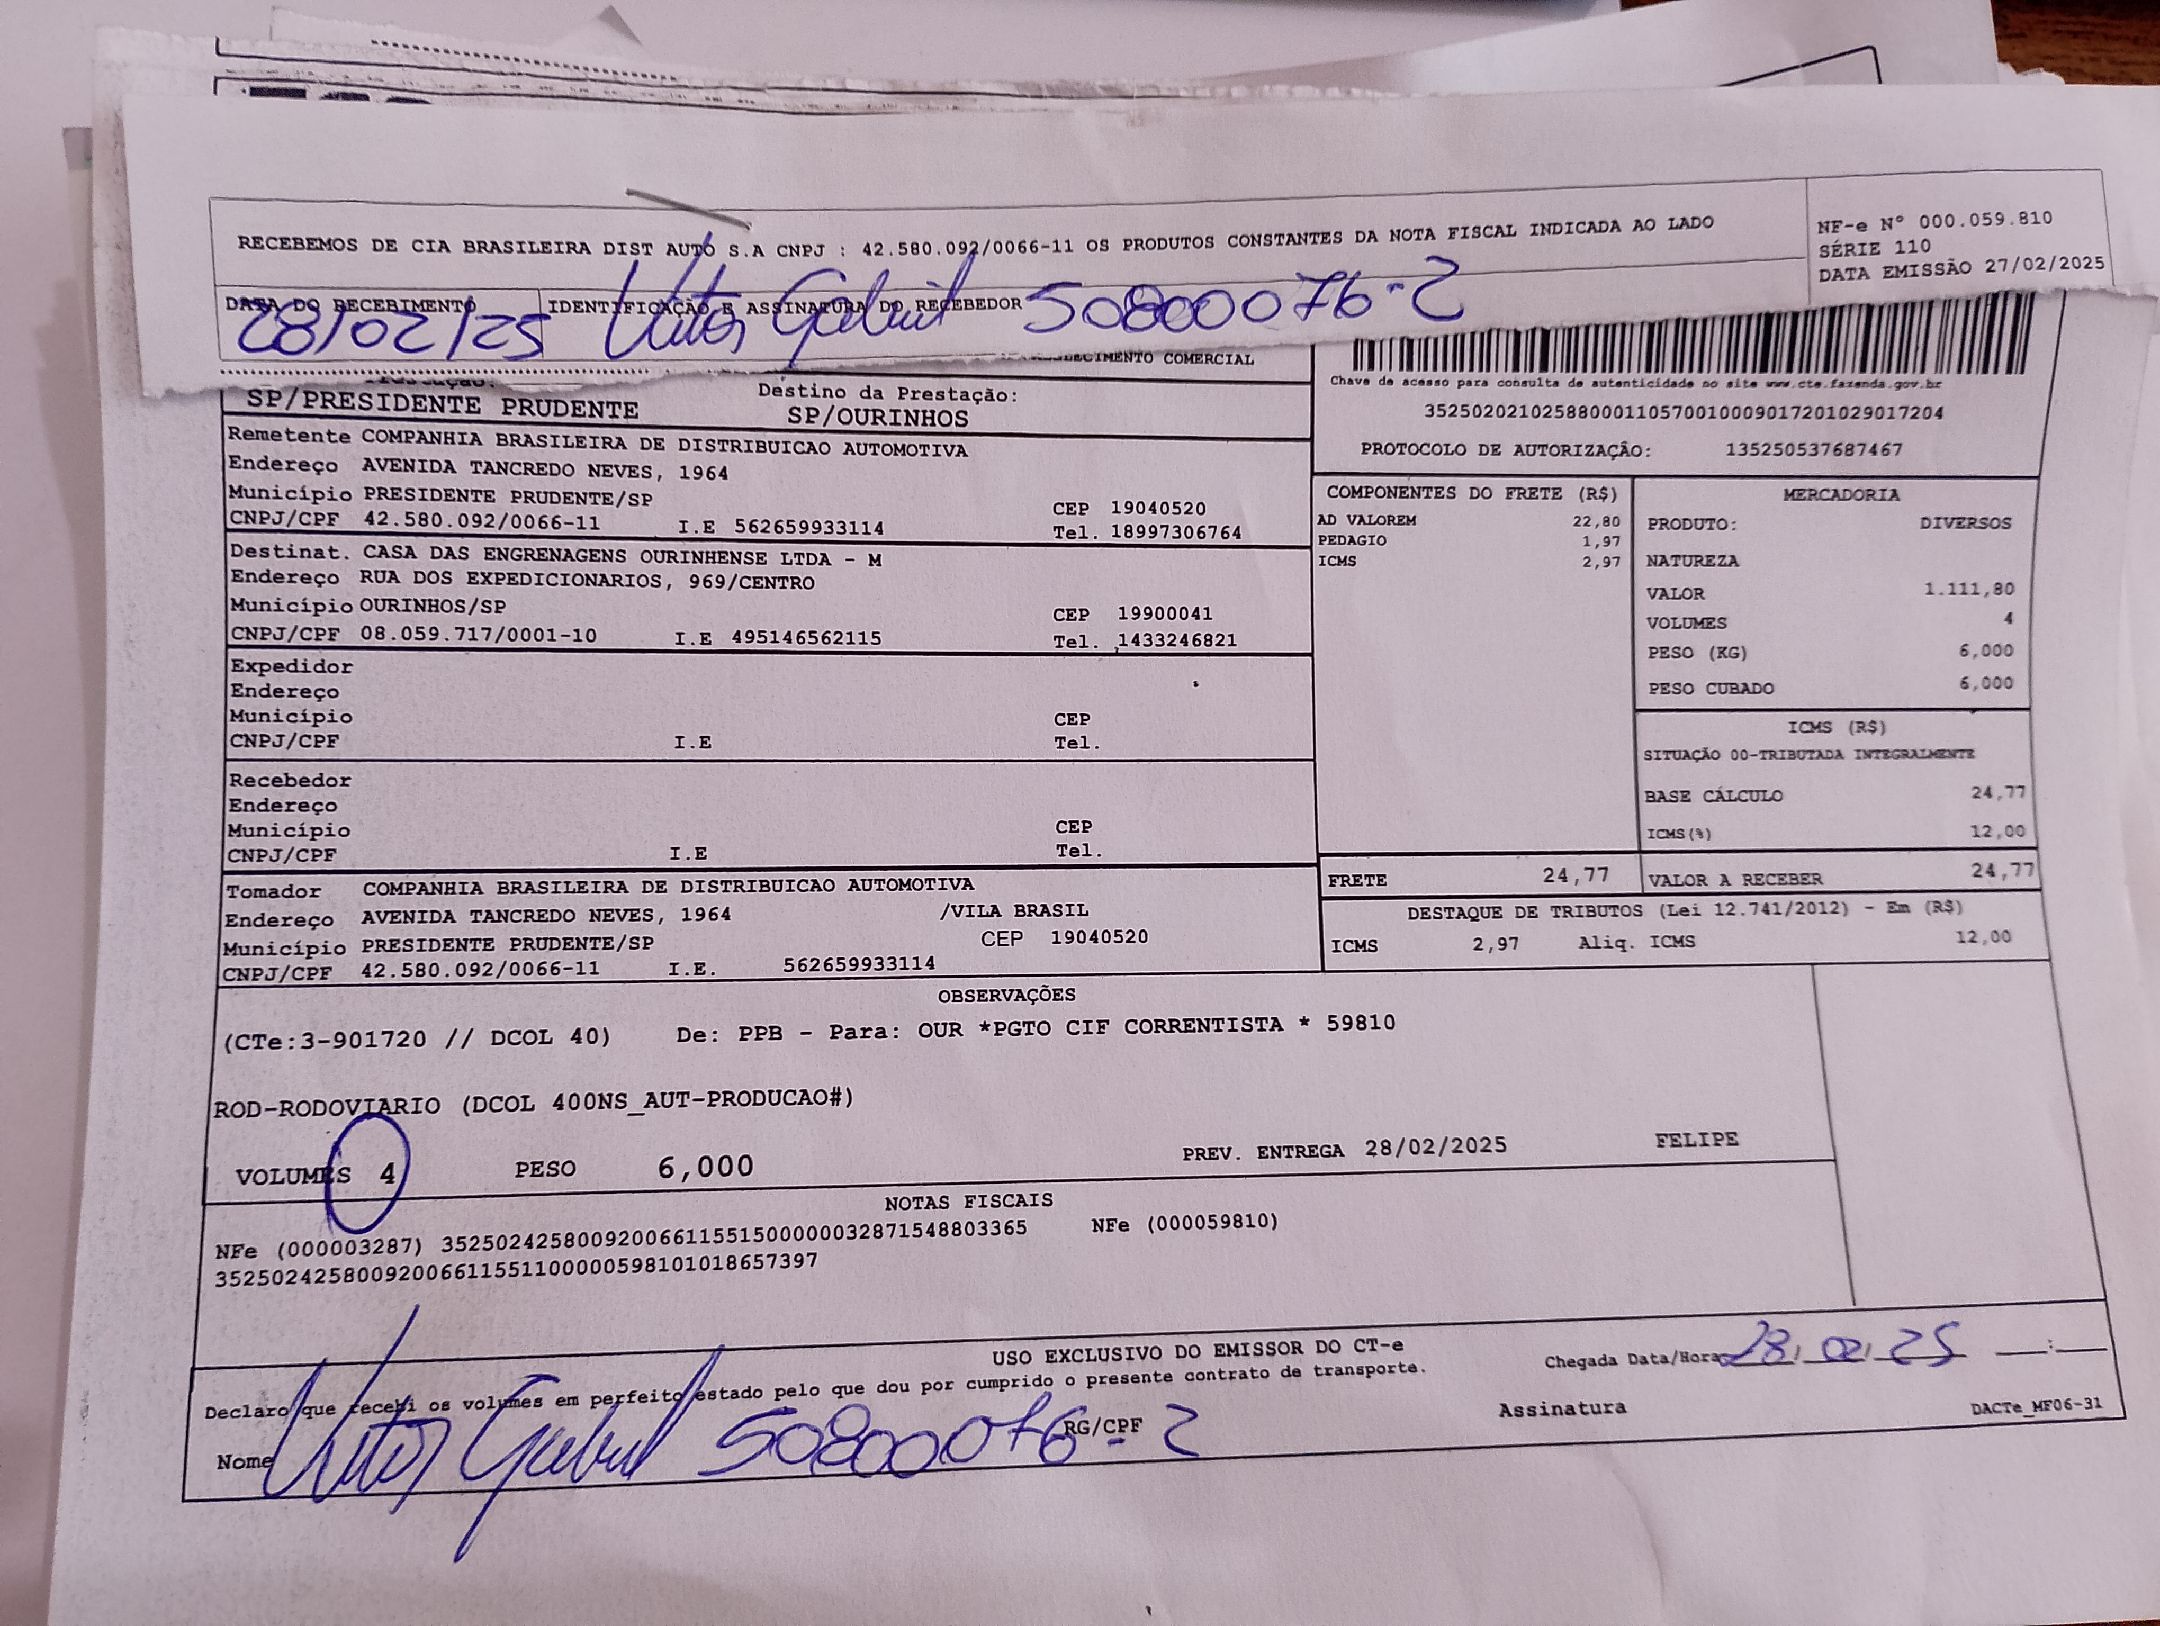 RECEBEMOS DE CIA BRASILEIRA DIST AUTO S.A CNPJ : 42.580.092/0066-11 OS PRODUTOS CONSTANTES DA NOTA FISCAL INDICADA AO LADO
NF-e Nº 000.059.810
SÉRIE 110
DATA EMISSÃO 27/02/2025
DATA DO RECEBIMENTO
IDENTIFICAÇÃO E ASSINATURA DO RECEBEDOR
28/02/25 Vitor Gabriel 50800076-2
COMERCIAL
Destino da Prestação:
SP/PRESIDENTE PRUDENTE SP/OURINHOS
Chave de acesso para consulta de autenticidade no site www.cte.fazenda.gov.br
35250202102588000110570010009017201029017204
PROTOCOLO DE AUTORIZAÇÃO: 135250537687467
Remetente COMPANHIA BRASILEIRA DE DISTRIBUICAO AUTOMOTIVA
Endereço AVENIDA TANCREDO NEVES, 1964
Município PRESIDENTE PRUDENTE/SP CEP 19040520
CNPJ/CPF 42.580.092/0066-11 I.E 562659933114 Tel. 18997306764
Destinat. CASA DAS ENGRENAGENS OURINHENSE LTDA - M
Endereço RUA DOS EXPEDICIONARIOS, 969/CENTRO
Município OURINHOS/SP CEP 19900041
CNPJ/CPF 08.059.717/0001-10 I.E 495146562115 Tel. 1433246821
Expedidor
Endereço
Município CEP
CNPJ/CPF I.E Tel.
Recebedor
Endereço
Município CEP
CNPJ/CPF I.E Tel.
Tomador COMPANHIA BRASILEIRA DE DISTRIBUICAO AUTOMOTIVA
Endereço AVENIDA TANCREDO NEVES, 1964 /VILA BRASIL
Município PRESIDENTE PRUDENTE/SP CEP 19040520
CNPJ/CPF 42.580.092/0066-11 I.E. 562659933114
COMPONENTES DO FRETE (R$)
AD VALOREM 22,80
PEDAGIO 1,97
ICMS 2,97
MERCADORIA
PRODUTO: DIVERSOS
NATUREZA
VALOR 1.111,80
VOLUMES 4
PESO (KG) 6,000
PESO CUBADO 6,000
ICMS (R$)
SITUAÇÃO 00-TRIBUTADA INTEGRALMENTE
BASE CÁLCULO 24,77
ICMS(%) 12,00
FRETE 24,77 VALOR A RECEBER 24,77
DESTAQUE DE TRIBUTOS (Lei 12.741/2012) - Em (R$)
ICMS 2,97 Aliq. ICMS 12,00
OBSERVAÇÕES
(CTe:3-901720 // DCOL 40) De: PPB - Para: OUR *PGTO CIF CORRENTISTA * 59810
ROD-RODOVIARIO (DCOL 400NS_AUT-PRODUCAO#)
VOLUMES 4 PESO 6,000 PREV. ENTREGA 28/02/2025 FELIPE
NOTAS FISCAIS
NFe (000003287) 35250242580092006611551500000032871548803365 NFe (000059810)
35250242580092006611551100000598101018657397
USO EXCLUSIVO DO EMISSOR DO CT-e
Declaro que recebi os volumes em perfeito estado pelo que dou por cumprido o presente contrato de transporte.
Chegada Data/Hora 28/02/25 __:__
Nome Vitor Gabriel 50800076-2 RG/CPF
Assinatura
DACTe_MF06-31